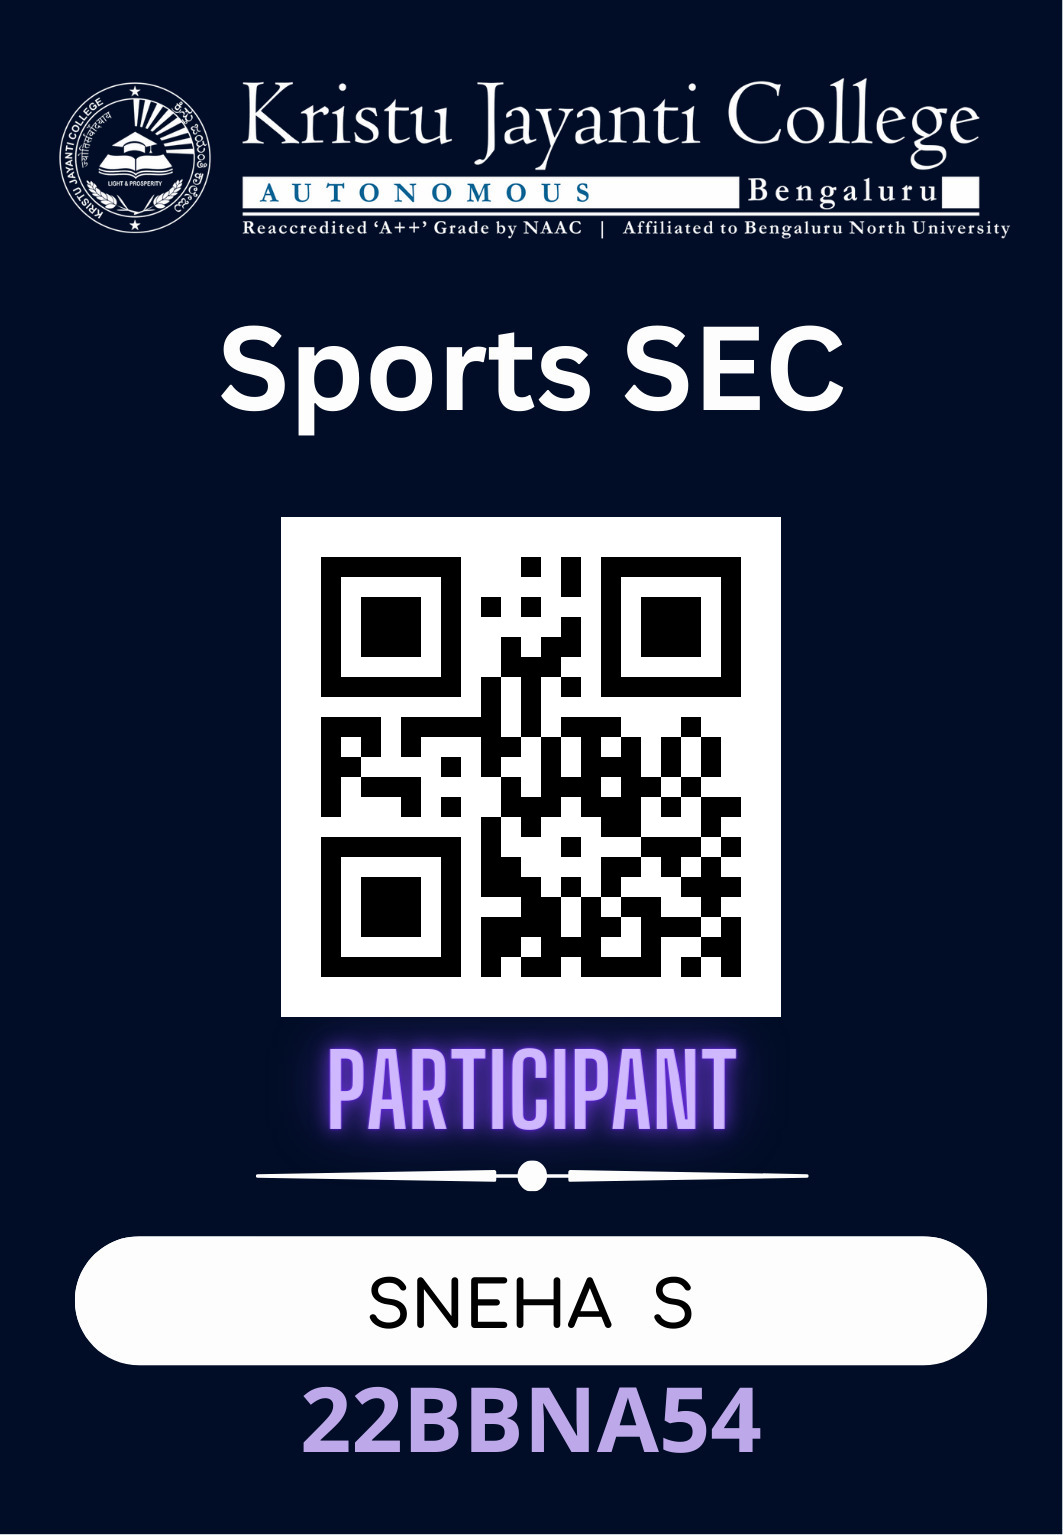 KRISTU JAYANTI COLLEGE
LIGHT & PROSPERITY
Kristu Jayanti College
AUTONOMOUS Bengaluru
Reaccredited ‘A++’ Grade by NAAC | Affiliated to Bengaluru North University
Sports SEC
PARTICIPANT
SNEHA S
22BBNA54